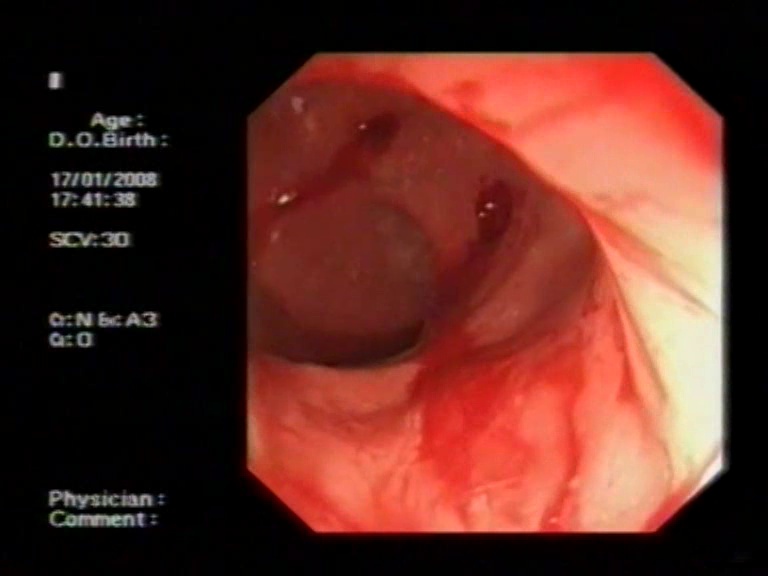 Age:
D.O.Birth:
17/01/2008
17:41:38
SCV:30
Physician:
Comment: